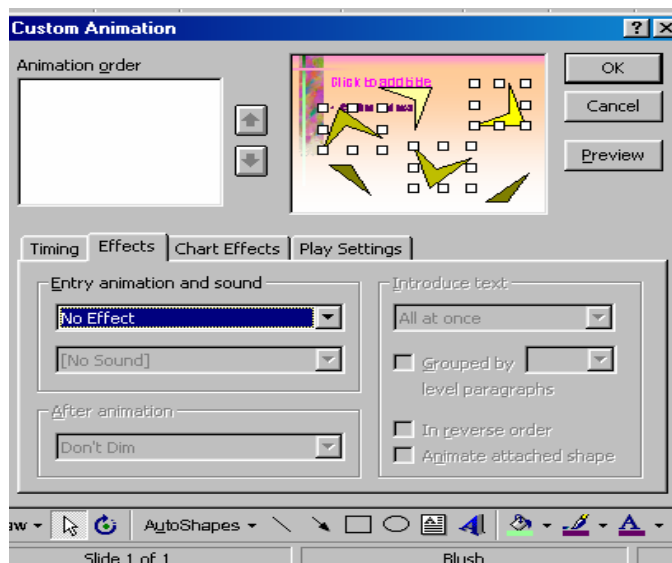 Custom Animation
Animation order
Click to add title
OK
Cancel
Preview
Timing Effects Chart Effects Play Settings
Entry animation and sound
No Effect
[No Sound]
After animation
Don't Dim
Introduce text
All at once
Grouped by
level paragraphs
In reverse order
Animate attached shape
AutoShapes
Slide 1 of 1 Blush